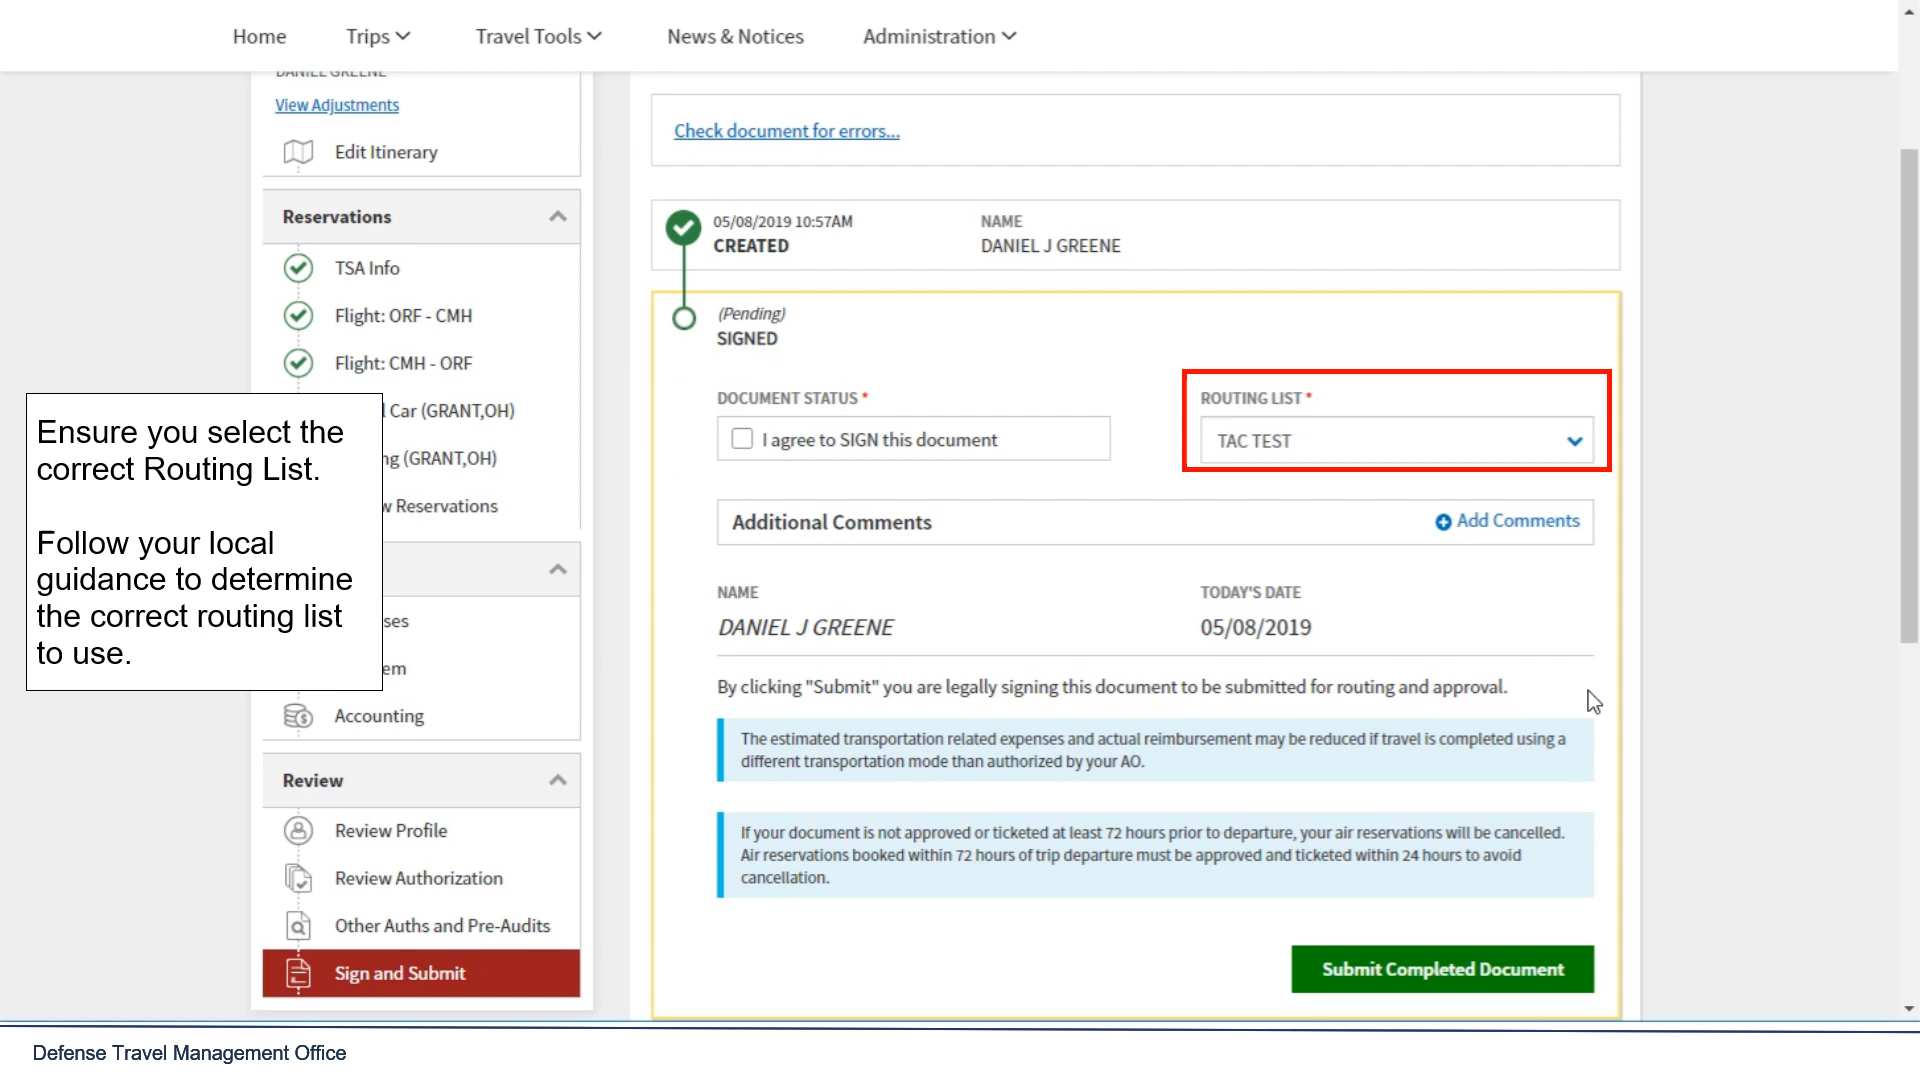 Home
Trips
Travel Tools
News & Notices
Administration
DANIEL GREENE
View Adjustments
Edit Itinerary
Reservations
TSA Info
Flight: ORF - CMH
Flight: CMH - ORF
Car (GRANT,OH)
(GRANT,OH)
Reservations
Accounting
Review
Review Profile
Review Authorization
Other Auths and Pre-Audits
Sign and Submit
Ensure you select the
correct Routing List.
Follow your local
guidance to determine
the correct routing list
to use.
Check document for errors...
05/08/2019 10:57AM
CREATED
NAME
DANIEL J GREENE
(Pending)
SIGNED
DOCUMENT STATUS *
I agree to SIGN this document
ROUTING LIST *
TAC TEST
Additional Comments
Add Comments
NAME
DANIEL J GREENE
TODAY'S DATE
05/08/2019
By clicking "Submit" you are legally signing this document to be submitted for routing and approval.
The estimated transportation related expenses and actual reimbursement may be reduced if travel is completed using a
different transportation mode than authorized by your AO.
If your document is not approved or ticketed at least 72 hours prior to departure, your air reservations will be cancelled.
Air reservations booked within 72 hours of trip departure must be approved and ticketed within 24 hours to avoid
cancellation.
Submit Completed Document
Defense Travel Management Office